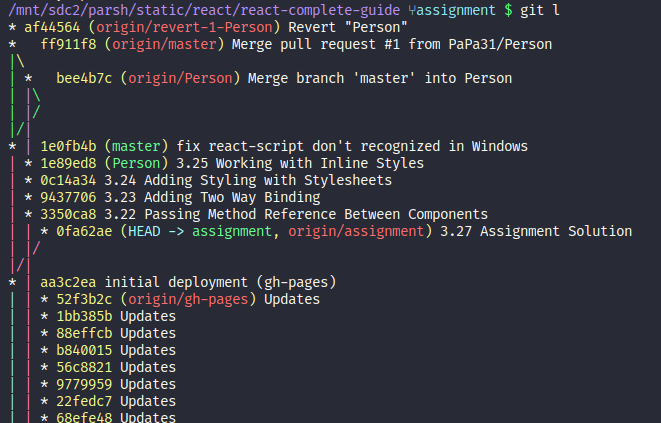 /mnt/sdc2/parsh/static/react/react-complete-guide ⑂assignment $ git l
* af44564 (origin/revert-1-Person) Revert "Person"
*   ff911f8 (origin/master) Merge pull request #1 from PaPa31/Person
|\
| *   bee4b7c (origin/Person) Merge branch 'master' into Person
| |\
| |/
|/|
* | 1e0fb4b (master) fix react-script don't recognized in Windows
| * 1e89ed8 (Person) 3.25 Working with Inline Styles
| * 0c14a34 3.24 Adding Styling with Stylesheets
| * 9437706 3.23 Adding Two Way Binding
| * 3350ca8 3.22 Passing Method Reference Between Components
| | * 0fa62ae (HEAD -> assignment, origin/assignment) 3.27 Assignment Solution
| |/
|/|
* | aa3c2ea initial deployment (gh-pages)
| | * 52f3b2c (origin/gh-pages) Updates
| | * 1bb385b Updates
| | * 88effcb Updates
| | * b840015 Updates
| | * 56c8821 Updates
| | * 9779959 Updates
| | * 22fedc7 Updates
| | * 68efe48 Updates